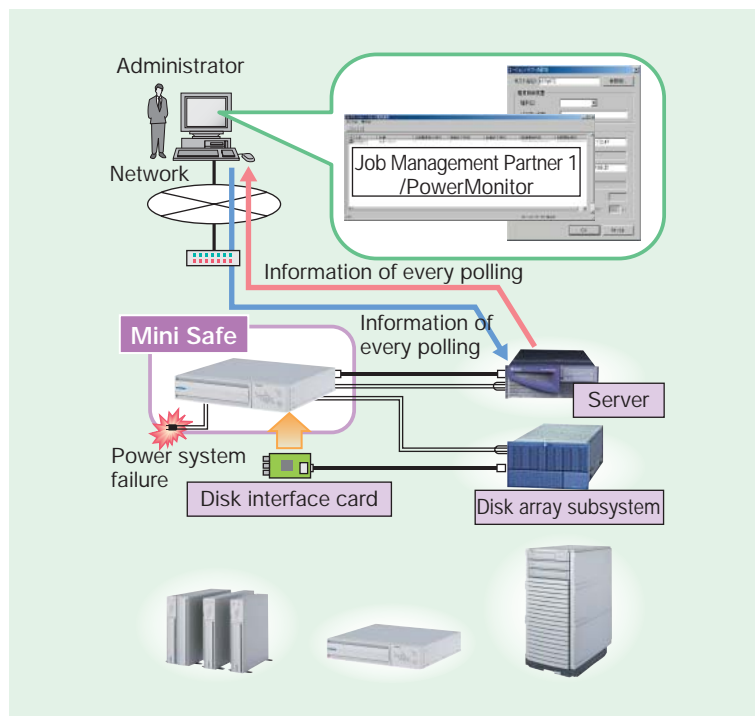 Administrator
Network
Job Management Partner 1
/PowerMonitor
Information of every polling
Information of
every polling
Mini Safe
Server
Power system
failure
Disk interface card
Disk array subsystem